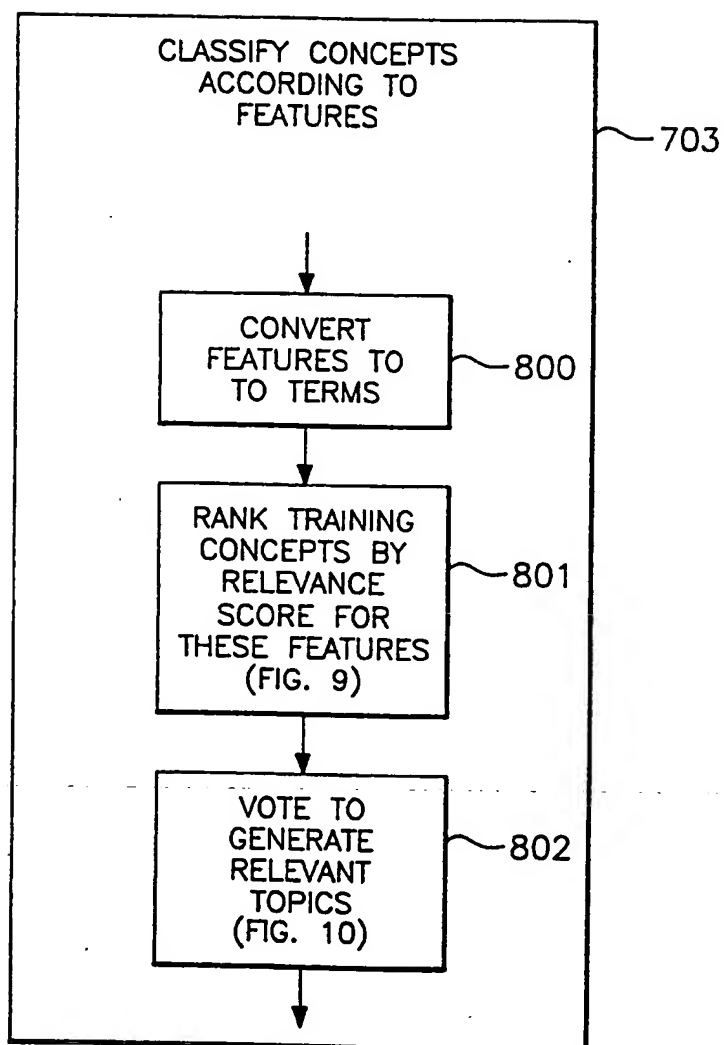 CLASSIFY CONCEPTS
ACCORDING TO
FEATURES
703
CONVERT
FEATURES TO
TO TERMS
800
RANK TRAINING
CONCEPTS BY
RELEVANCE
SCORE FOR
THESE FEATURES
(FIG. 9)
801
VOTE TO
GENERATE
RELEVANT
TOPICS
(FIG. 10)
802